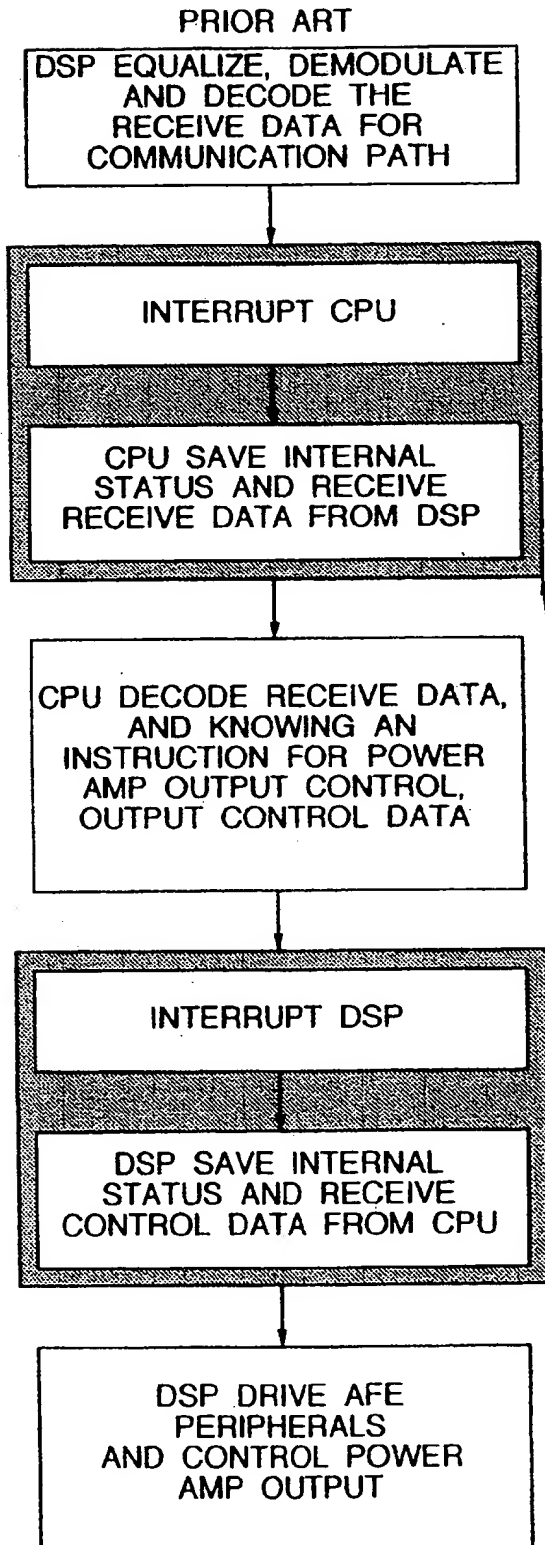 PRIOR ART
DSP EQUALIZE, DEMODULATE
AND DECODE THE
RECEIVE DATA FOR
COMMUNICATION PATH
INTERRUPT CPU
CPU SAVE INTERNAL
STATUS AND RECEIVE
RECEIVE DATA FROM DSP
CPU DECODE RECEIVE DATA,
AND KNOWING AN
INSTRUCTION FOR POWER
AMP OUTPUT CONTROL,
OUTPUT CONTROL DATA
INTERRUPT DSP
DSP SAVE INTERNAL
STATUS AND RECEIVE
CONTROL DATA FROM CPU
DSP DRIVE AFE
PERIPHERALS
AND CONTROL POWER
AMP OUTPUT